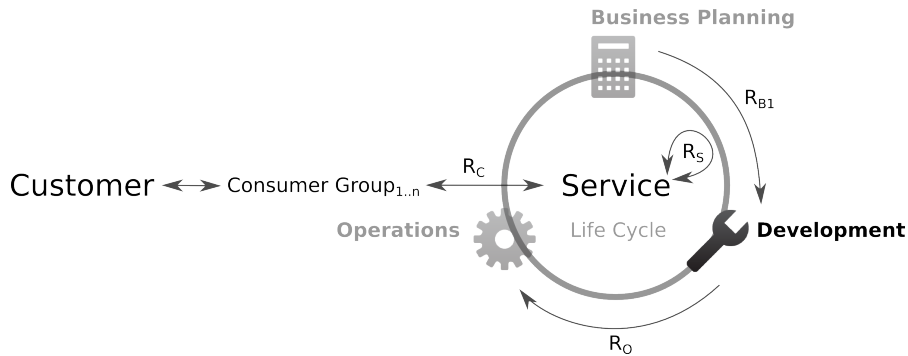 Business Planning
R_B1
R_S
R_C
Customer
Consumer Group_1..n
Service
Operations
Life Cycle
Development
R_O